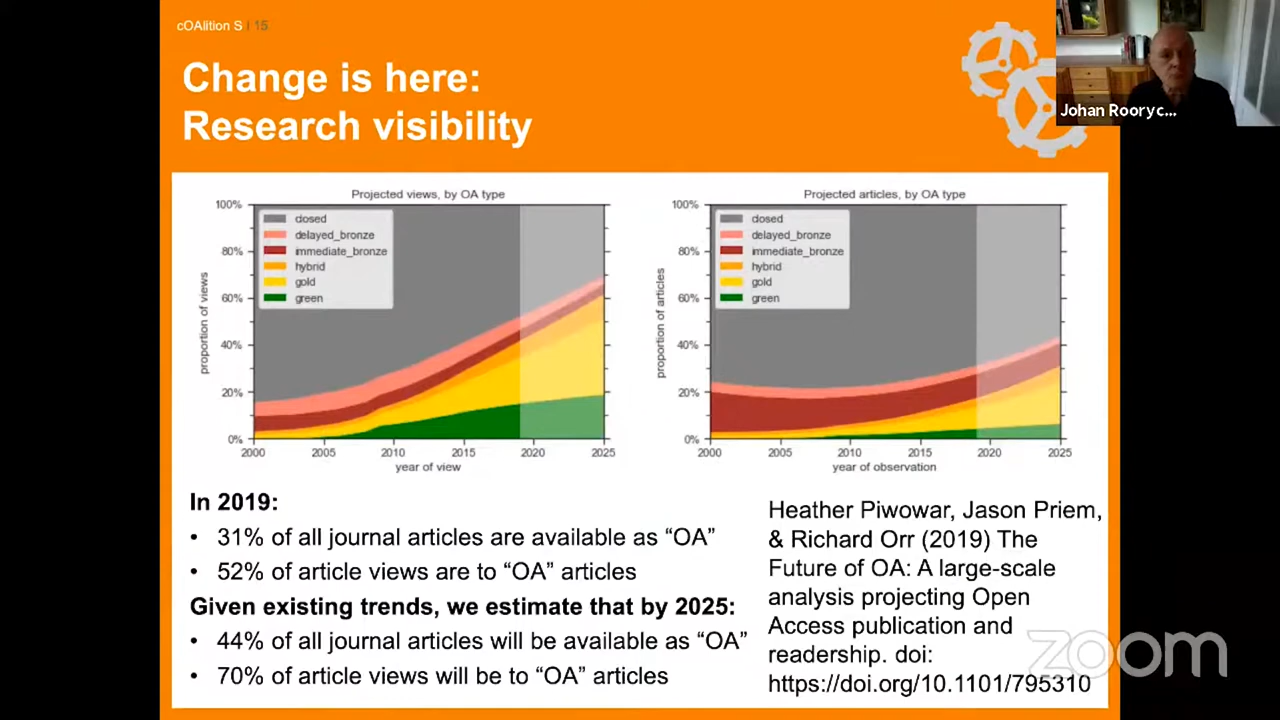 cOAlition S | 15
Change is here:
Research visibility
Johan Rooryc...
Projected views, by OA type
100%
80%
60%
40%
20%
0%
proportion of views
closed
delayed_bronze
immediate_bronze
hybrid
gold
green
2000
2005
2010
2015
2020
2025
year of view
Projected articles, by OA type
100%
80%
60%
40%
20%
0%
proportion of articles
closed
delayed_bronze
immediate_bronze
hybrid
gold
green
2000
2005
2010
2015
2020
2025
year of observation
In 2019:
• 31% of all journal articles are available as “OA”
• 52% of article views are to “OA” articles
Given existing trends, we estimate that by 2025:
• 44% of all journal articles will be available as “OA”
• 70% of article views will be to “OA” articles
Heather Piwowar, Jason Priem,
& Richard Orr (2019) The
Future of OA: A large-scale
analysis projecting Open
Access publication and
readership. doi:
https://doi.org/10.1101/795310
zoom